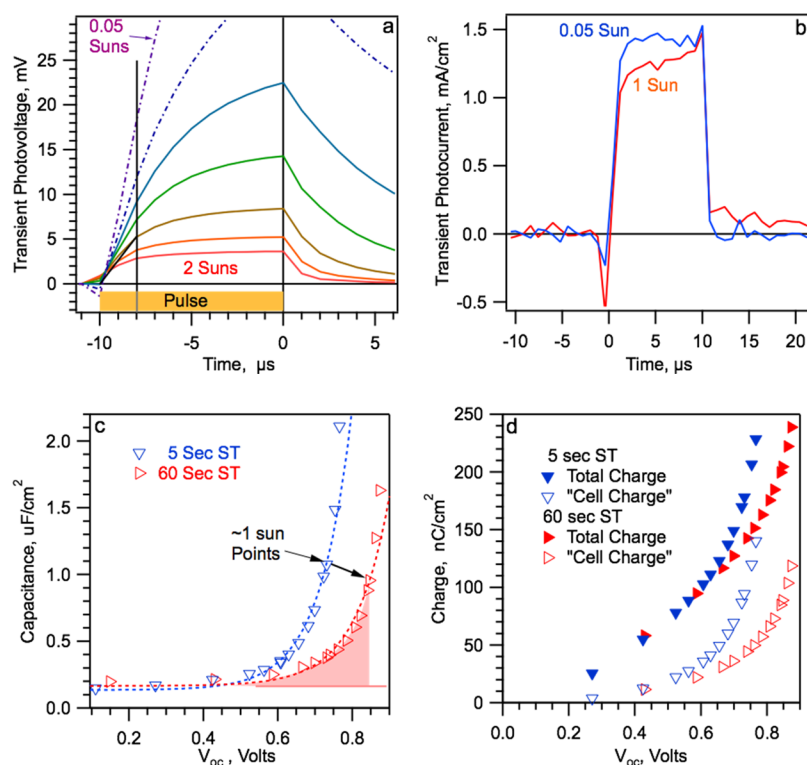 a
0.05
Suns
25
20
15
10
5
0
Transient Photovoltage, mV
2 Suns
Pulse
-10
-5
0
5
Time, µs
b
0.05 Sun
1 Sun
1.5
1.0
0.5
0.0
-0.5
Transient Photocurrent, mA/cm²
-10
0
10
20
Time, µs
c
5 Sec ST
60 Sec ST
~1 sun
Points
2.0
1.5
1.0
0.5
0.0
Capacitance, uF/cm²
0.2
0.4
0.6
0.8
Voc, Volts
d
5 sec ST
Total Charge
"Cell Charge"
60 sec ST
Total Charge
"Cell Charge"
250
200
150
100
50
0
Charge, nC/cm²
0.0
0.2
0.4
0.6
0.8
Voc, Volts